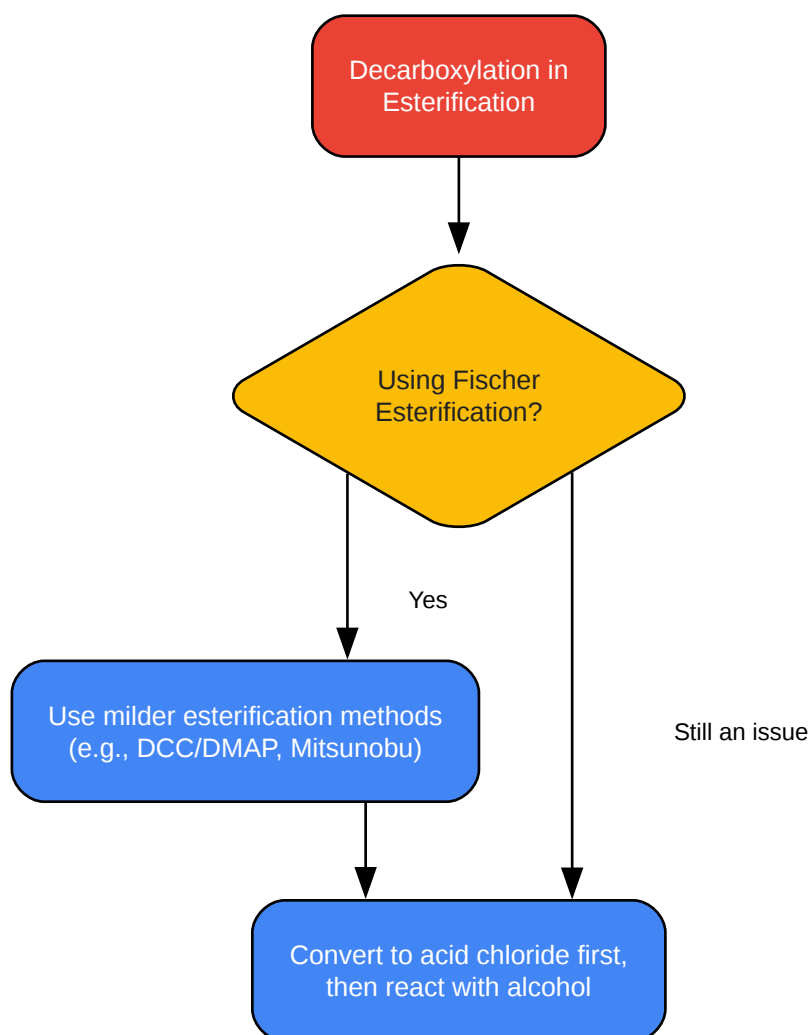 Decarboxylation in
Esterification
Using Fischer
Esterification?
Yes
Use milder esterification methods
(e.g., DCC/DMAP, Mitsunobu)
Still an issue
Convert to acid chloride first,
then react with alcohol